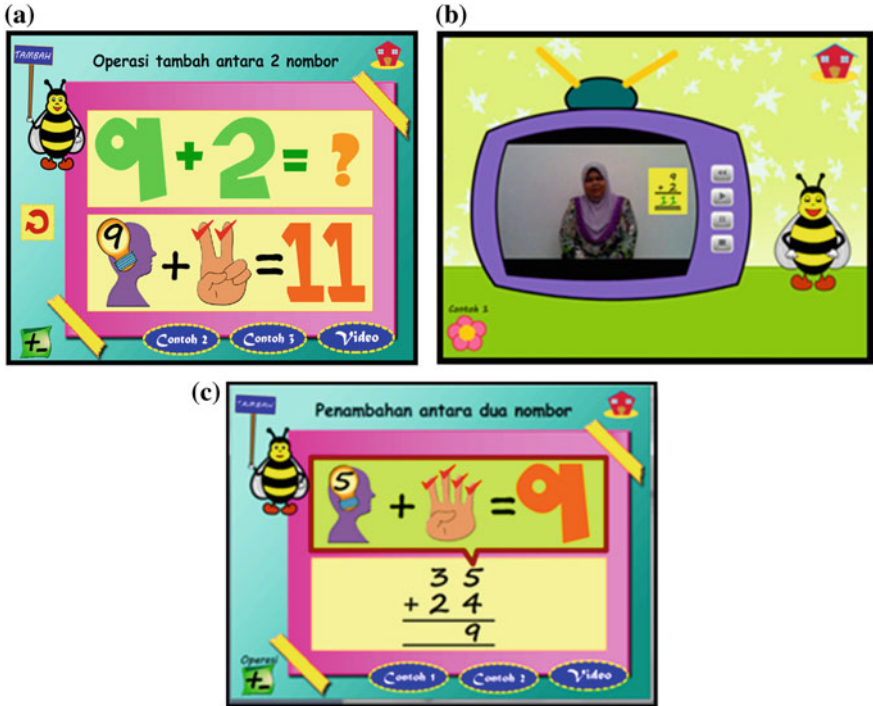 (a)
TAMBAH
Operasi tambah antara 2 nombor
9 + 2 = ?
9 + = 11
+-
Contoh 2
Contoh 3
Video
(b)
9
+ 2
11
Contoh 1
(c)
TAMBAH
Penambahan antara dua nombor
5 + = 9
3 5
+ 2 4
9
Operasi
+-
Contoh 1
Contoh 2
Video